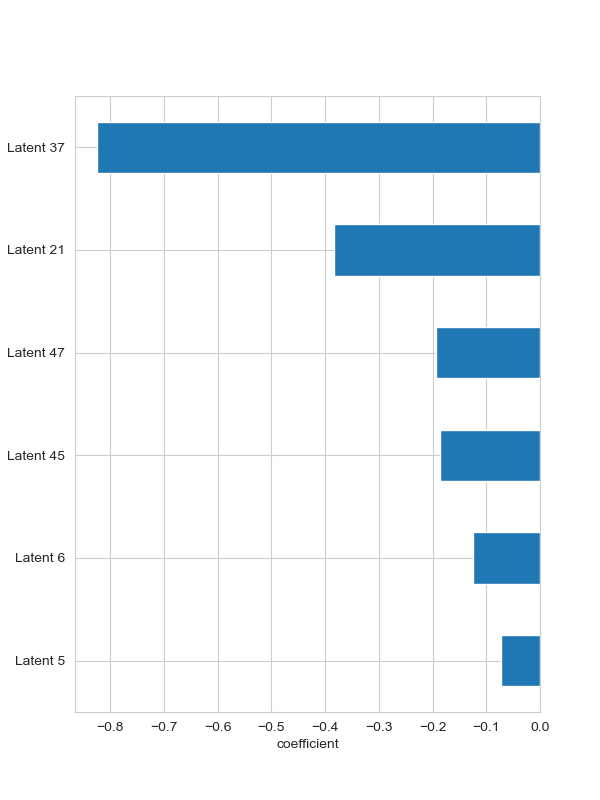 Latent 37
Latent 21
Latent 47
Latent 45
Latent 6
Latent 5
−0.8 −0.7 −0.6 −0.5 −0.4 −0.3 −0.2 −0.1 0.0
coefficient